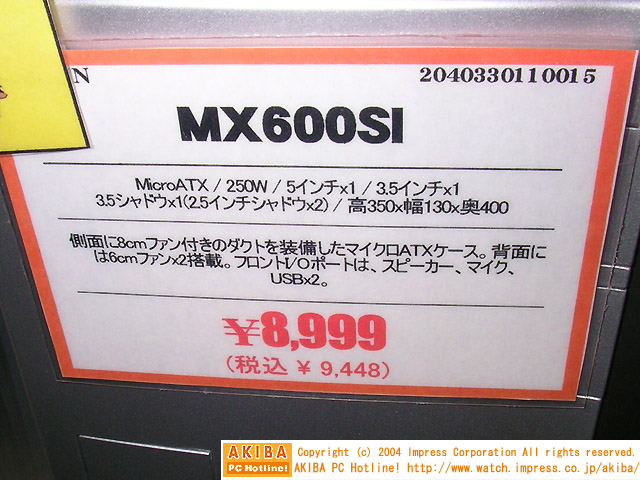 N
2040330110015
MX600SI
MicroATX / 250W / 5インチx1 / 3.5インチx1
3.5シャドウx1(2.5インチシャドウx2) / 高350x幅130x奥400
側面に8cmファン付きのダクトを装備したマイクロATXケース。背面に
は6cmファンx2搭載。フロントI/Oポートは、スピーカー、マイク、
USBx2。
¥8,999
(税込 ¥ 9,448)
AKIBA
PC Hotline!
Copyright (c) 2004 Impress Corporation All rights reserved.
AKIBA PC Hotline! http://www.watch.impress.co.jp/akiba/